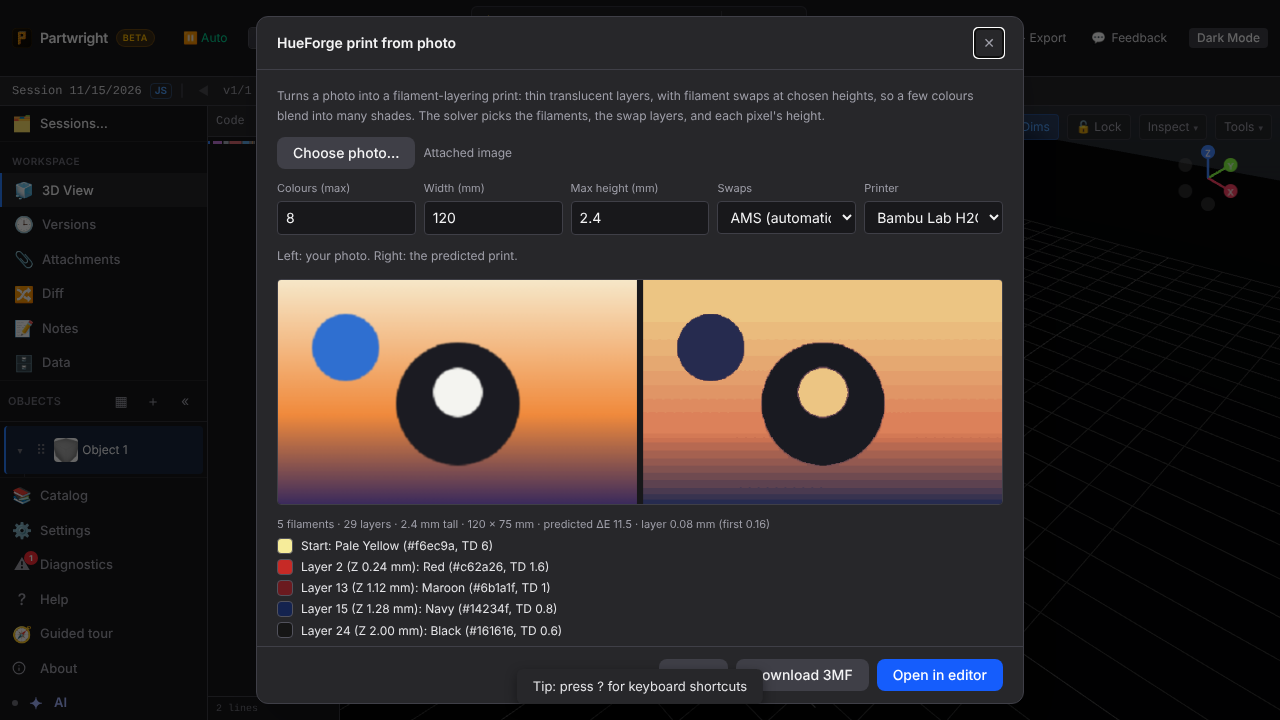 Partwright BETA
Auto
Export
Feedback
Dark Mode
Session 11/15/2026 JS
v1/1
Sessions...
Code
Dims
Lock
Inspect
Tools
WORKSPACE
3D View
Versions
Attachments
Diff
Notes
Data
OBJECTS
Object 1
Catalog
Settings
1
Diagnostics
Help
Guided tour
About
AI
2 lines
Z
Y
X
HueForge print from photo
Turns a photo into a filament-layering print: thin translucent layers, with filament swaps at chosen heights, so a few colours
blend into many shades. The solver picks the filaments, the swap layers, and each pixel's height.
Choose photo... Attached image
Colours (max) Width (mm) Max height (mm) Swaps Printer
8 120 2.4 AMS (automatic Bambu Lab
Left: your photo. Right: the predicted print.
5 filaments · 29 layers · 2.4 mm tall · 120 × 75 mm · predicted ΔE 11.5 · layer 0.08 mm (first 0.16)
Start: Pale Yellow (#f6ec9a, TD 6)
Layer 2 (Z 0.24 mm): Red (#c62a26, TD 1.6)
Layer 13 (Z 1.12 mm): Maroon (#6b1a1f, TD 1)
Layer 15 (Z 1.28 mm): Navy (#14234f, TD 0.8)
Layer 24 (Z 2.00 mm): Black (#161616, TD 0.6)
ownload 3MF
Open in editor
Tip: press ? for keyboard shortcuts